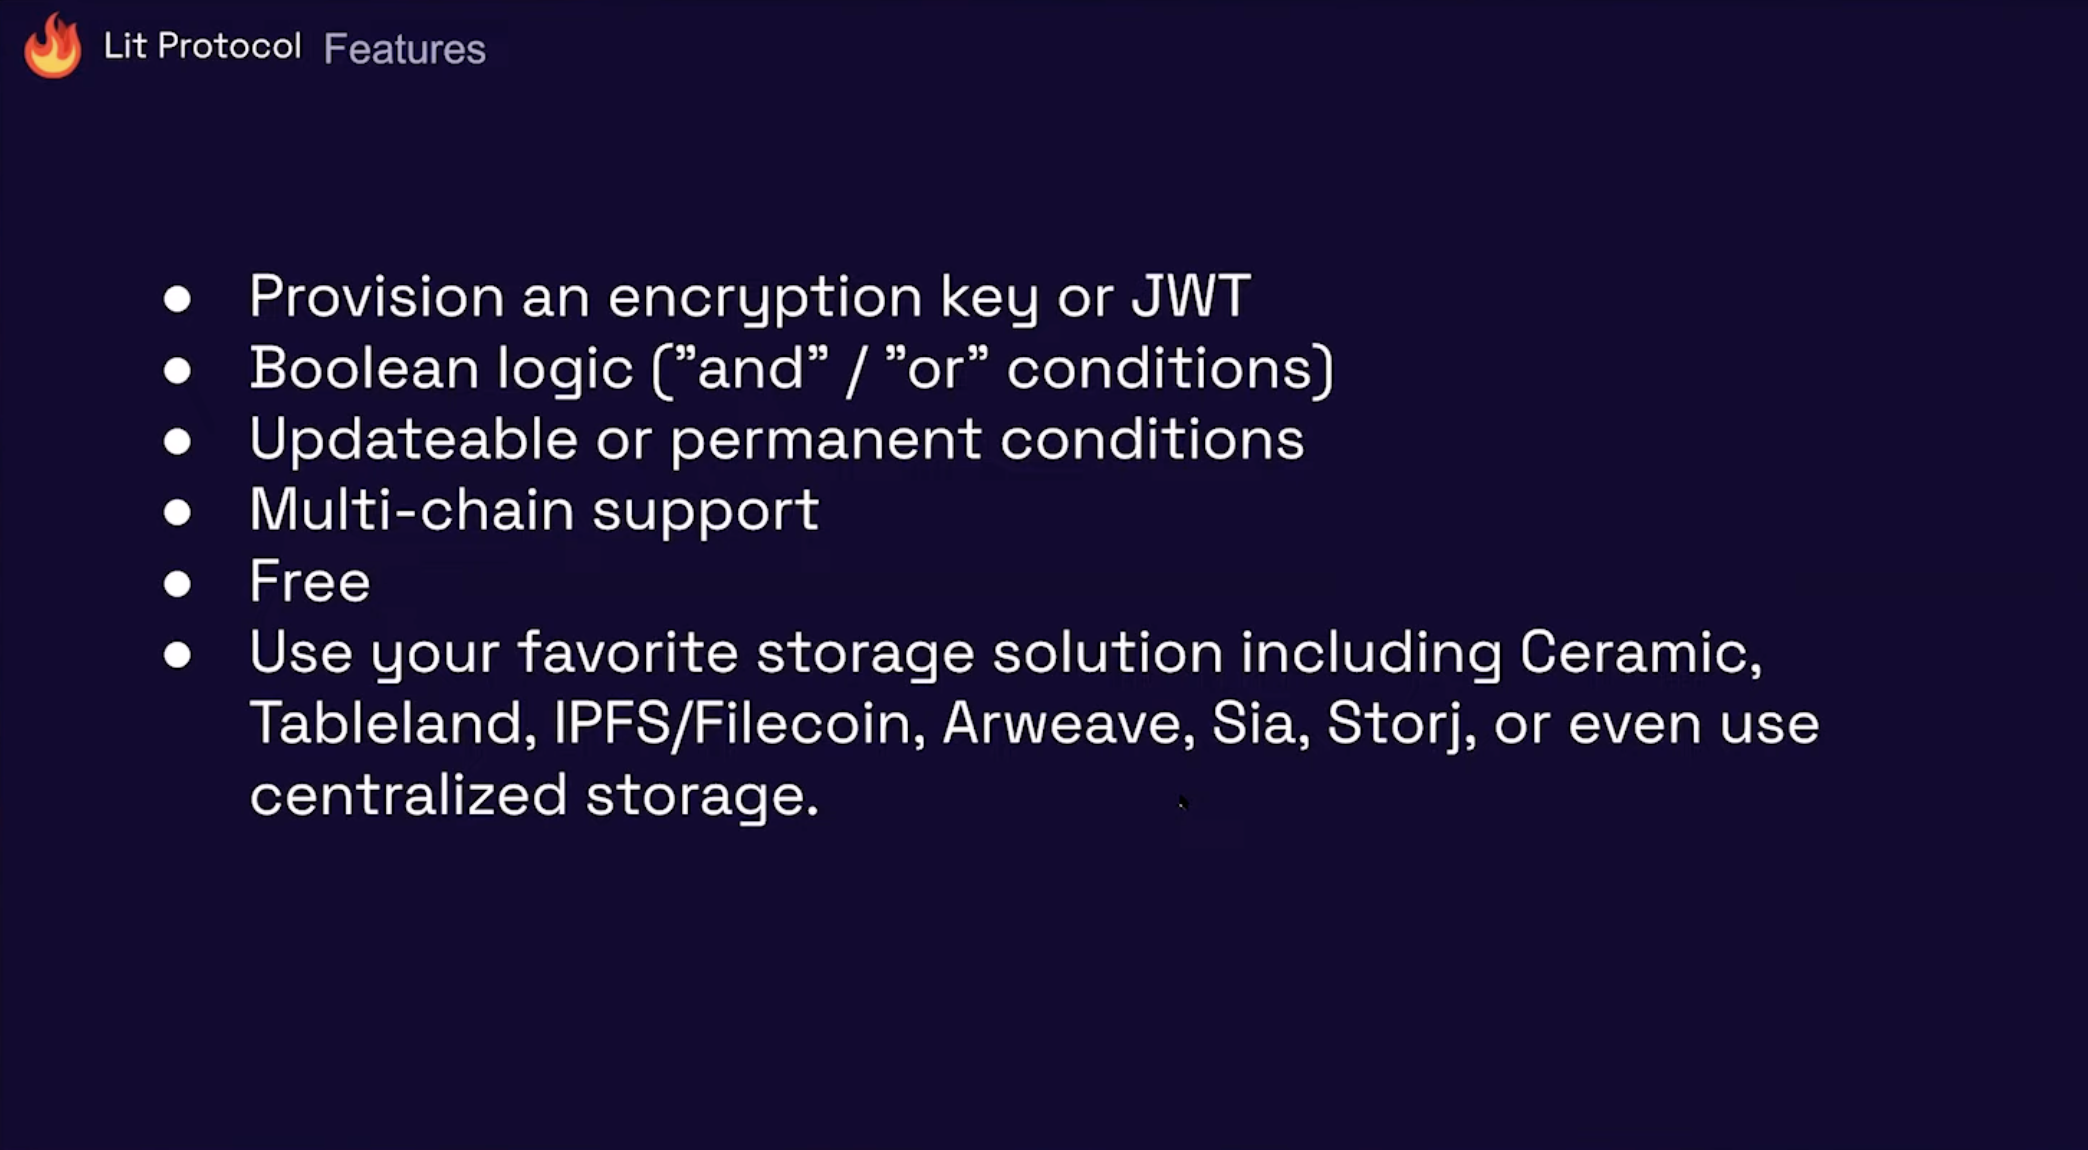 Lit Protocol Features
● Provision an encryption key or JWT
● Boolean logic (”and” / ”or” conditions)
● Updateable or permanent conditions
● Multi-chain support
● Free
● Use your favorite storage solution including Ceramic,
Tableland, IPFS/Filecoin, Arweave, Sia, Storj, or even use
centralized storage.